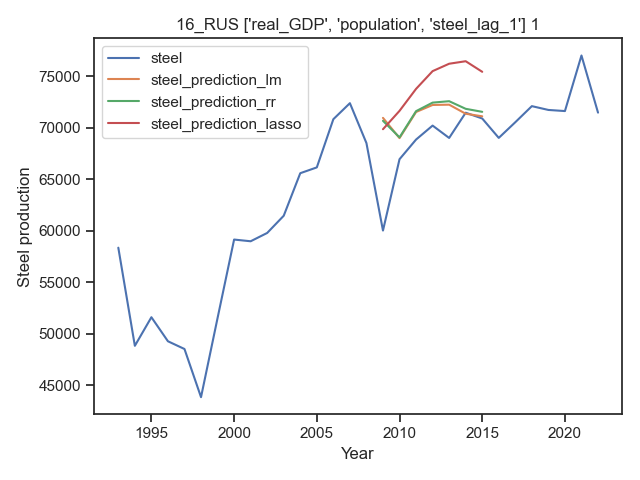 16_RUS ['real_GDP', 'population', 'steel_lag_1'] 1
steel
steel_prediction_lm
steel_prediction_rr
steel_prediction_lasso
Steel production
75000
70000
65000
60000
55000
50000
45000
1995
2000
2005
2010
2015
2020
Year